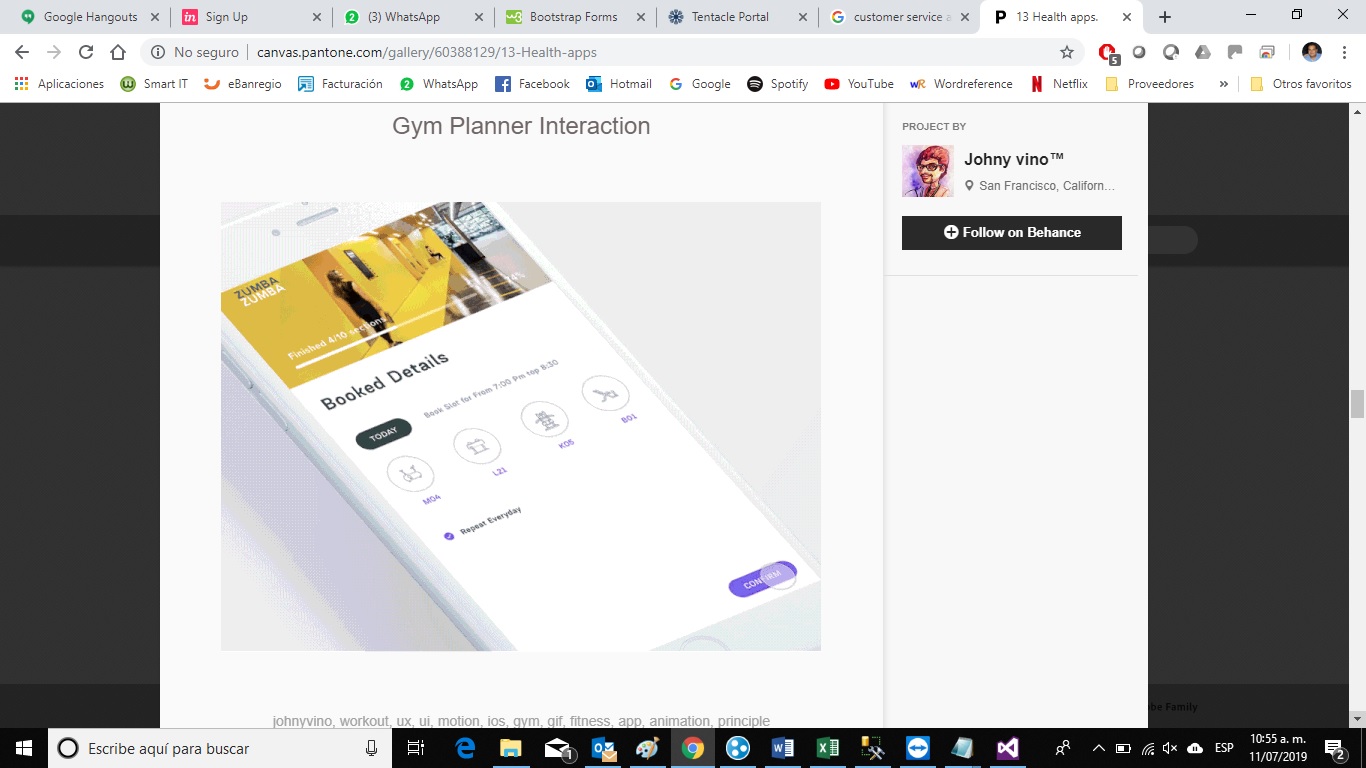 Google Hangouts
Sign Up
(3) WhatsApp
Bootstrap Forms
Tentacle Portal
customer service a
13 Health apps.
No seguro
canvas.pantone.com/gallery/60388129/13-Health-apps
5
Aplicaciones
Smart IT
eBanregio
Facturación
WhatsApp
Facebook
Hotmail
Google
Spotify
YouTube
Wordreference
Netflix
Proveedores
»
Otros favoritos
Gym Planner Interaction
PROJECT BY
Johny vino™
San Francisco, Californ…
Follow on Behance
ZUMBA
ZUMBA
74%
Finished 4/10 sections
Booked Details
Book Slat for From 7:00 Pm top 8:30
TODAY
M04
L21
K05
B01
Repeat Everyday
CONFIRM
johnyvino, workout, ux, ui, motion, ios, gym, gif, fitness, app, animation, principle
obe Family
Escribe aquí para buscar
1
ESP
10:55 a. m.
11/07/2019
2